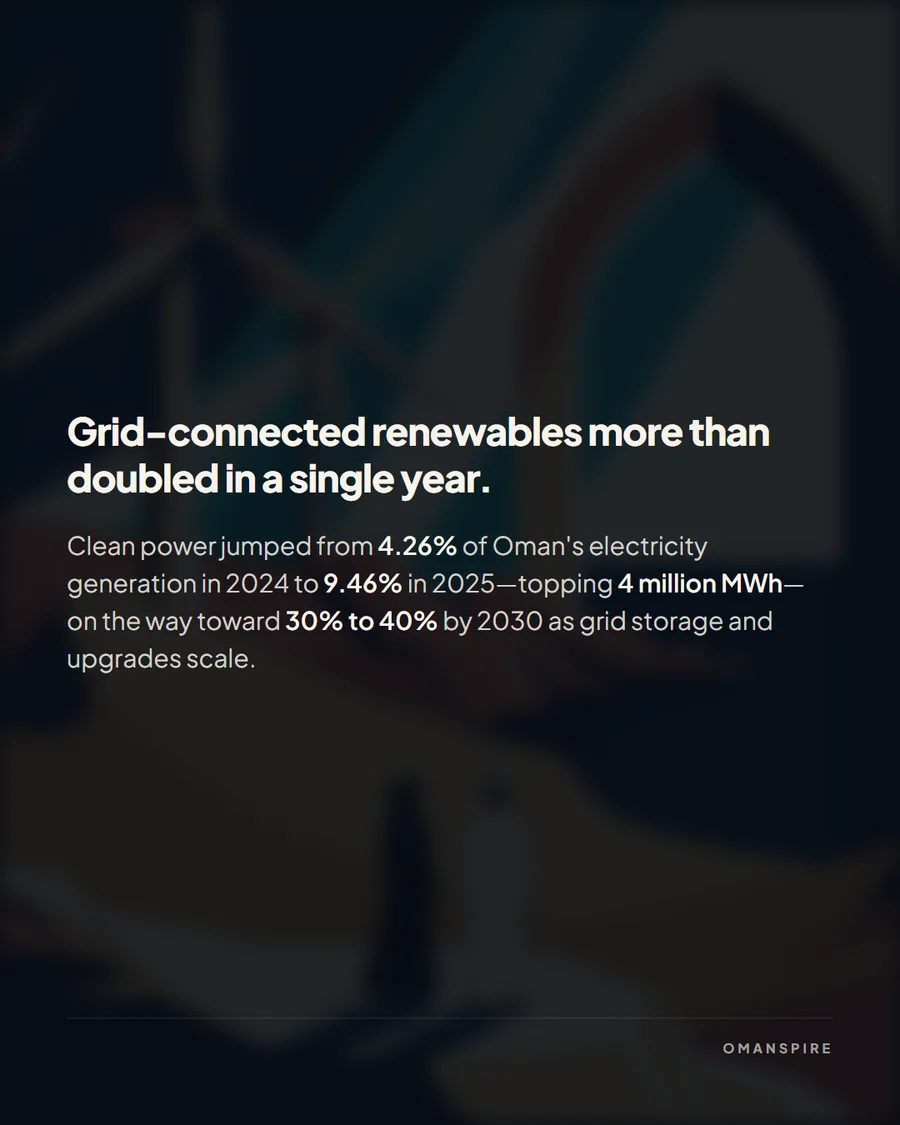 Grid-connected renewables more than
doubled in a single year.
Clean power jumped from 4.26% of Oman's electricity
generation in 2024 to 9.46% in 2025—topping 4 million MWh—
on the way toward 30% to 40% by 2030 as grid storage and
upgrades scale.
OMANSPIRE